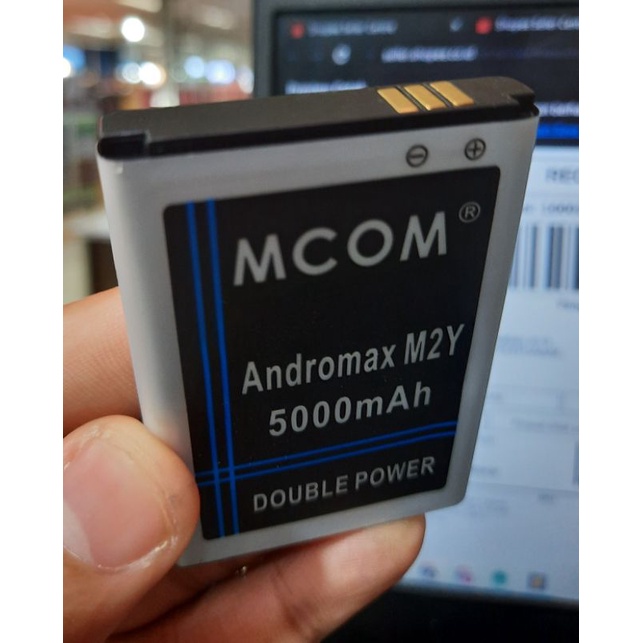 ⊖ ⊕
MCOM®
Andromax M2Y
5000mAh
DOUBLE POWER